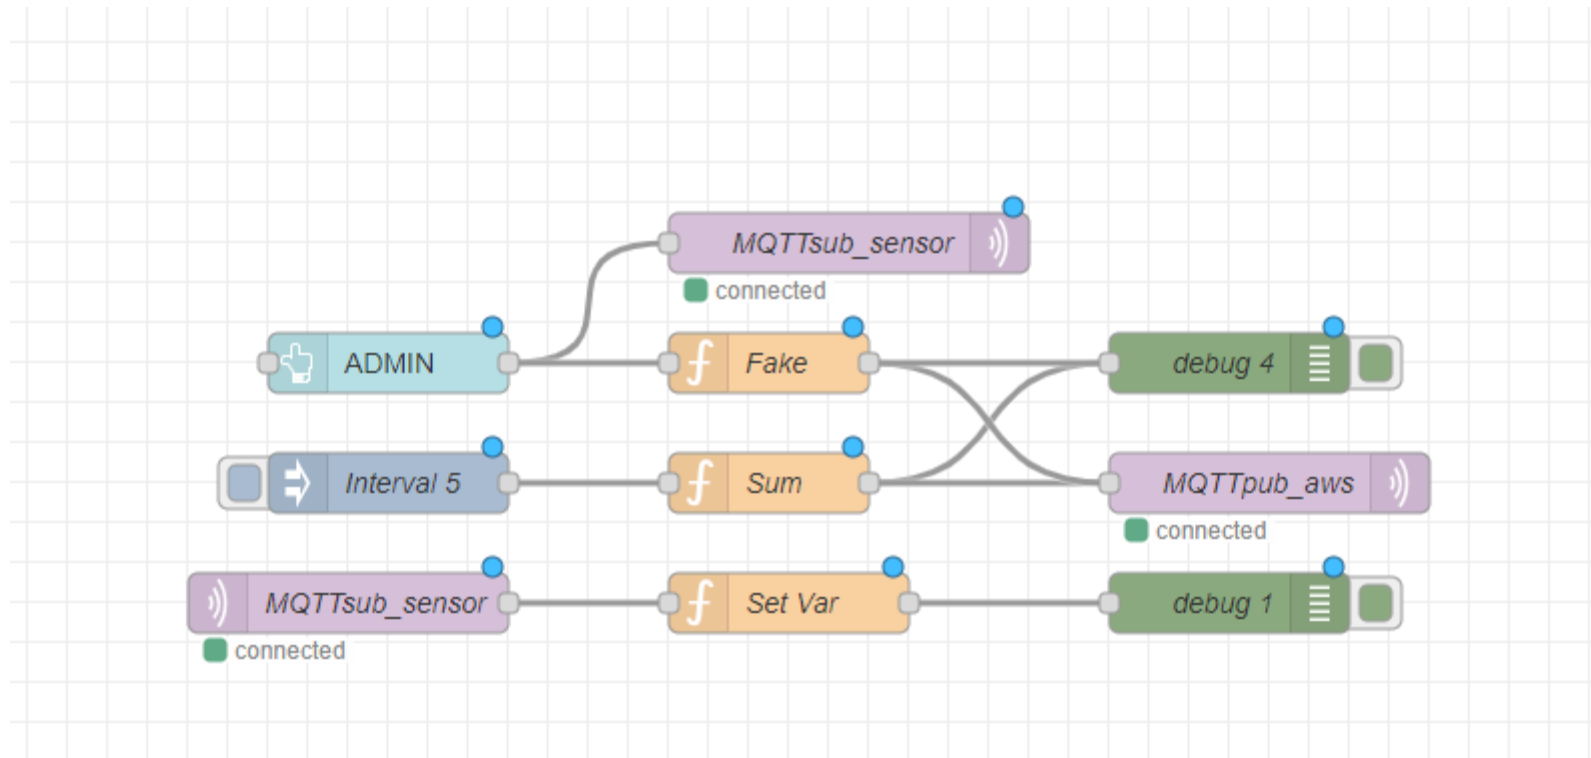 MQTTsub_sensor
connected
ADMIN
Fake
debug 4
Interval 5
Sum
MQTTpub_aws
connected
MQTTsub_sensor
Set Var
debug 1
connected